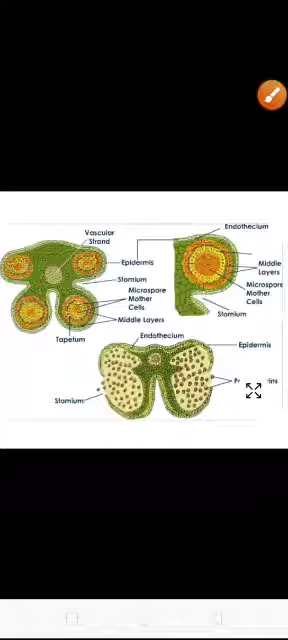 Endothecium
Vascular
Strand
Epidermis
Middle
Layers
Stomium
Microspore
Mother
Cells
Microspore
Mother
Cells
Stomium
Middle Layers
Tapetum
Endothecium
Epidermis
Stomium